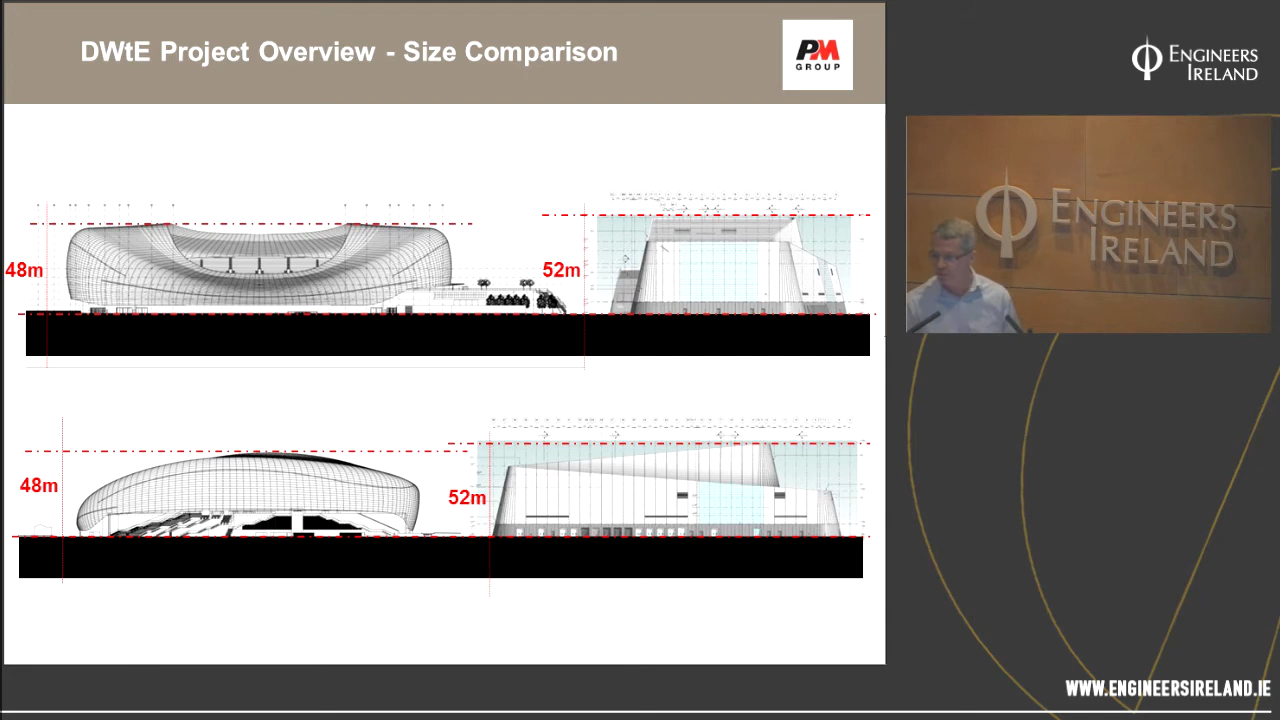 DWtE Project Overview - Size Comparison
PM
GROUP
ENGINEERS
IRELAND
ENGINEERS
IRELAND
48m
52m
48m
52m
WWW.ENGINEERSIRELAND.IE